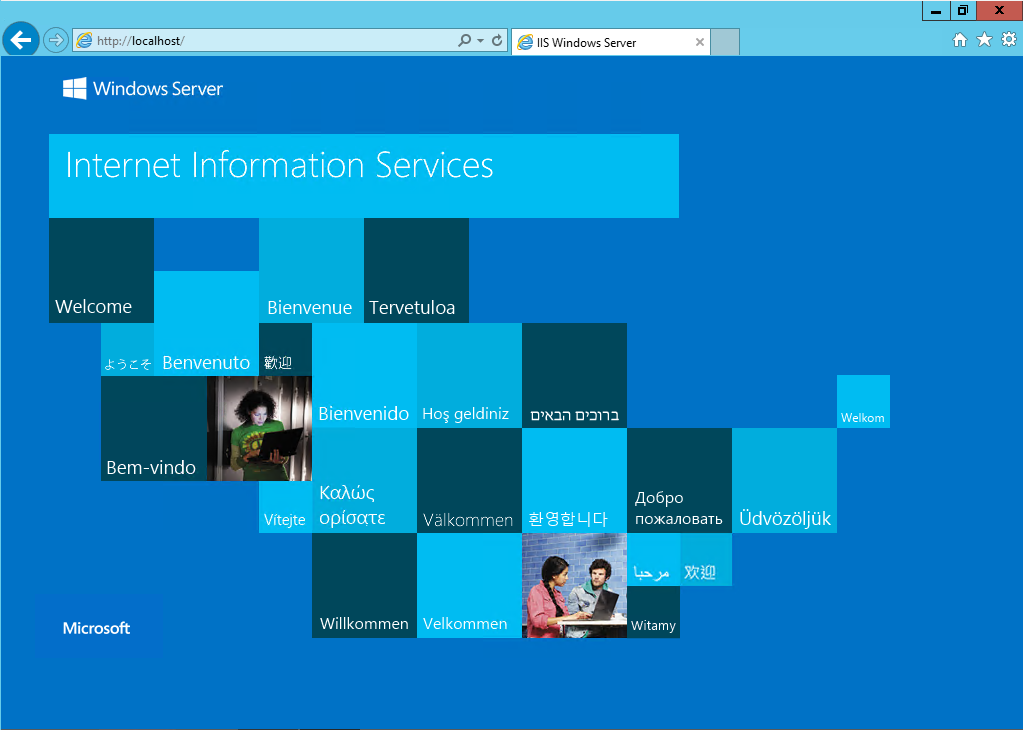 http://localhost/
IIS Windows Server
Windows Server
Internet Information Services
Welcome
Bienvenue
Tervetuloa
ようこそ
Benvenuto
歡迎
Bienvenido
Hoş geldiniz
ברוכים הבאים
Welkom
Bem-vindo
Vítejte
Καλώς
ορίσατε
Välkommen
환영합니다
Добро
пожаловать
Üdvözöljük
Willkommen
Velkommen
مرحبا
欢迎
Witamy
Microsoft